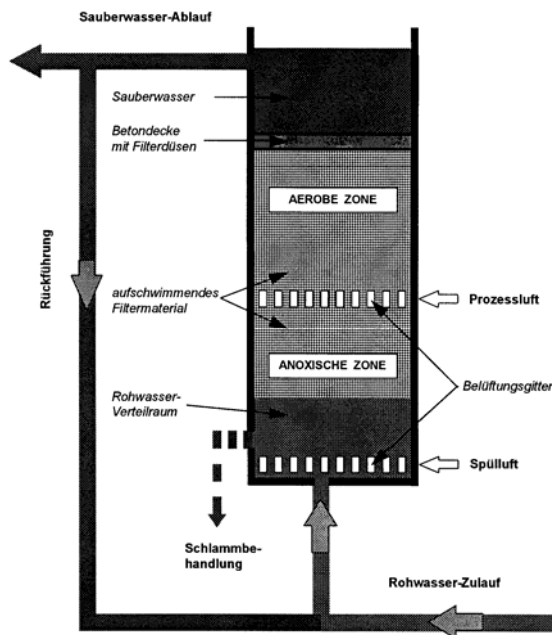 Sauberwasser-Ablauf
Sauberwasser
Betondecke
mit Filterdüsen
AEROBE ZONE
Rückführung
aufschwimmendes
Filtermaterial
Prozessluft
ANOXISCHE ZONE
Belüftungsgitter
Rohwasser-
Verteilraum
Spülluft
Schlammbe-
handlung
Rohwasser-Zulauf